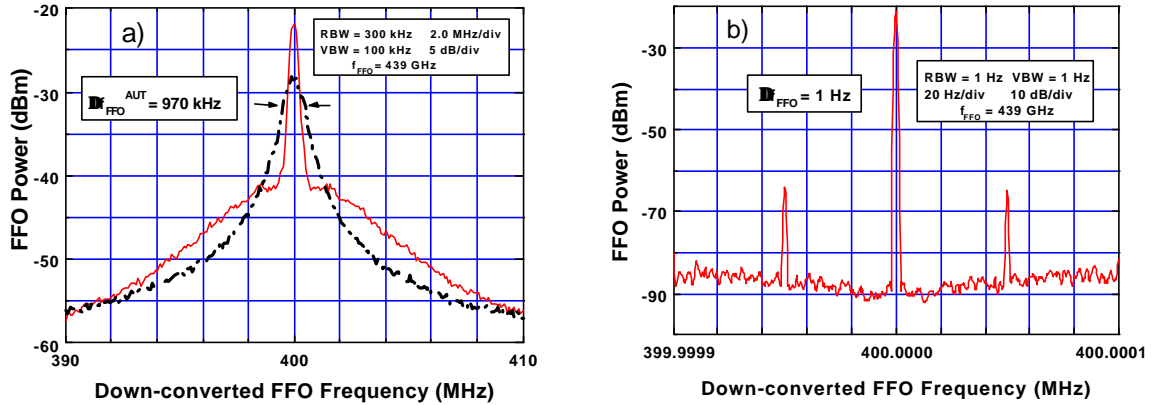 a)
RBW = 300 kHz 2.0 MHz/div
VBW = 100 kHz 5 dB/div
fFFO = 439 GHz
FFO AUT = 970 kHz
-20
-30
-40
-50
-60
390
400
410
FFO Power (dBm)
Down-converted FFO Frequency (MHz)
b)
RBW = 1 Hz VBW = 1 Hz
20 Hz/div 10 dB/div
fFFO = 439 GHz
FFO = 1 Hz
-30
-50
-70
-90
399.9999
400.0000
400.0001
FFO Power (dBm)
Down-converted FFO Frequency (MHz)